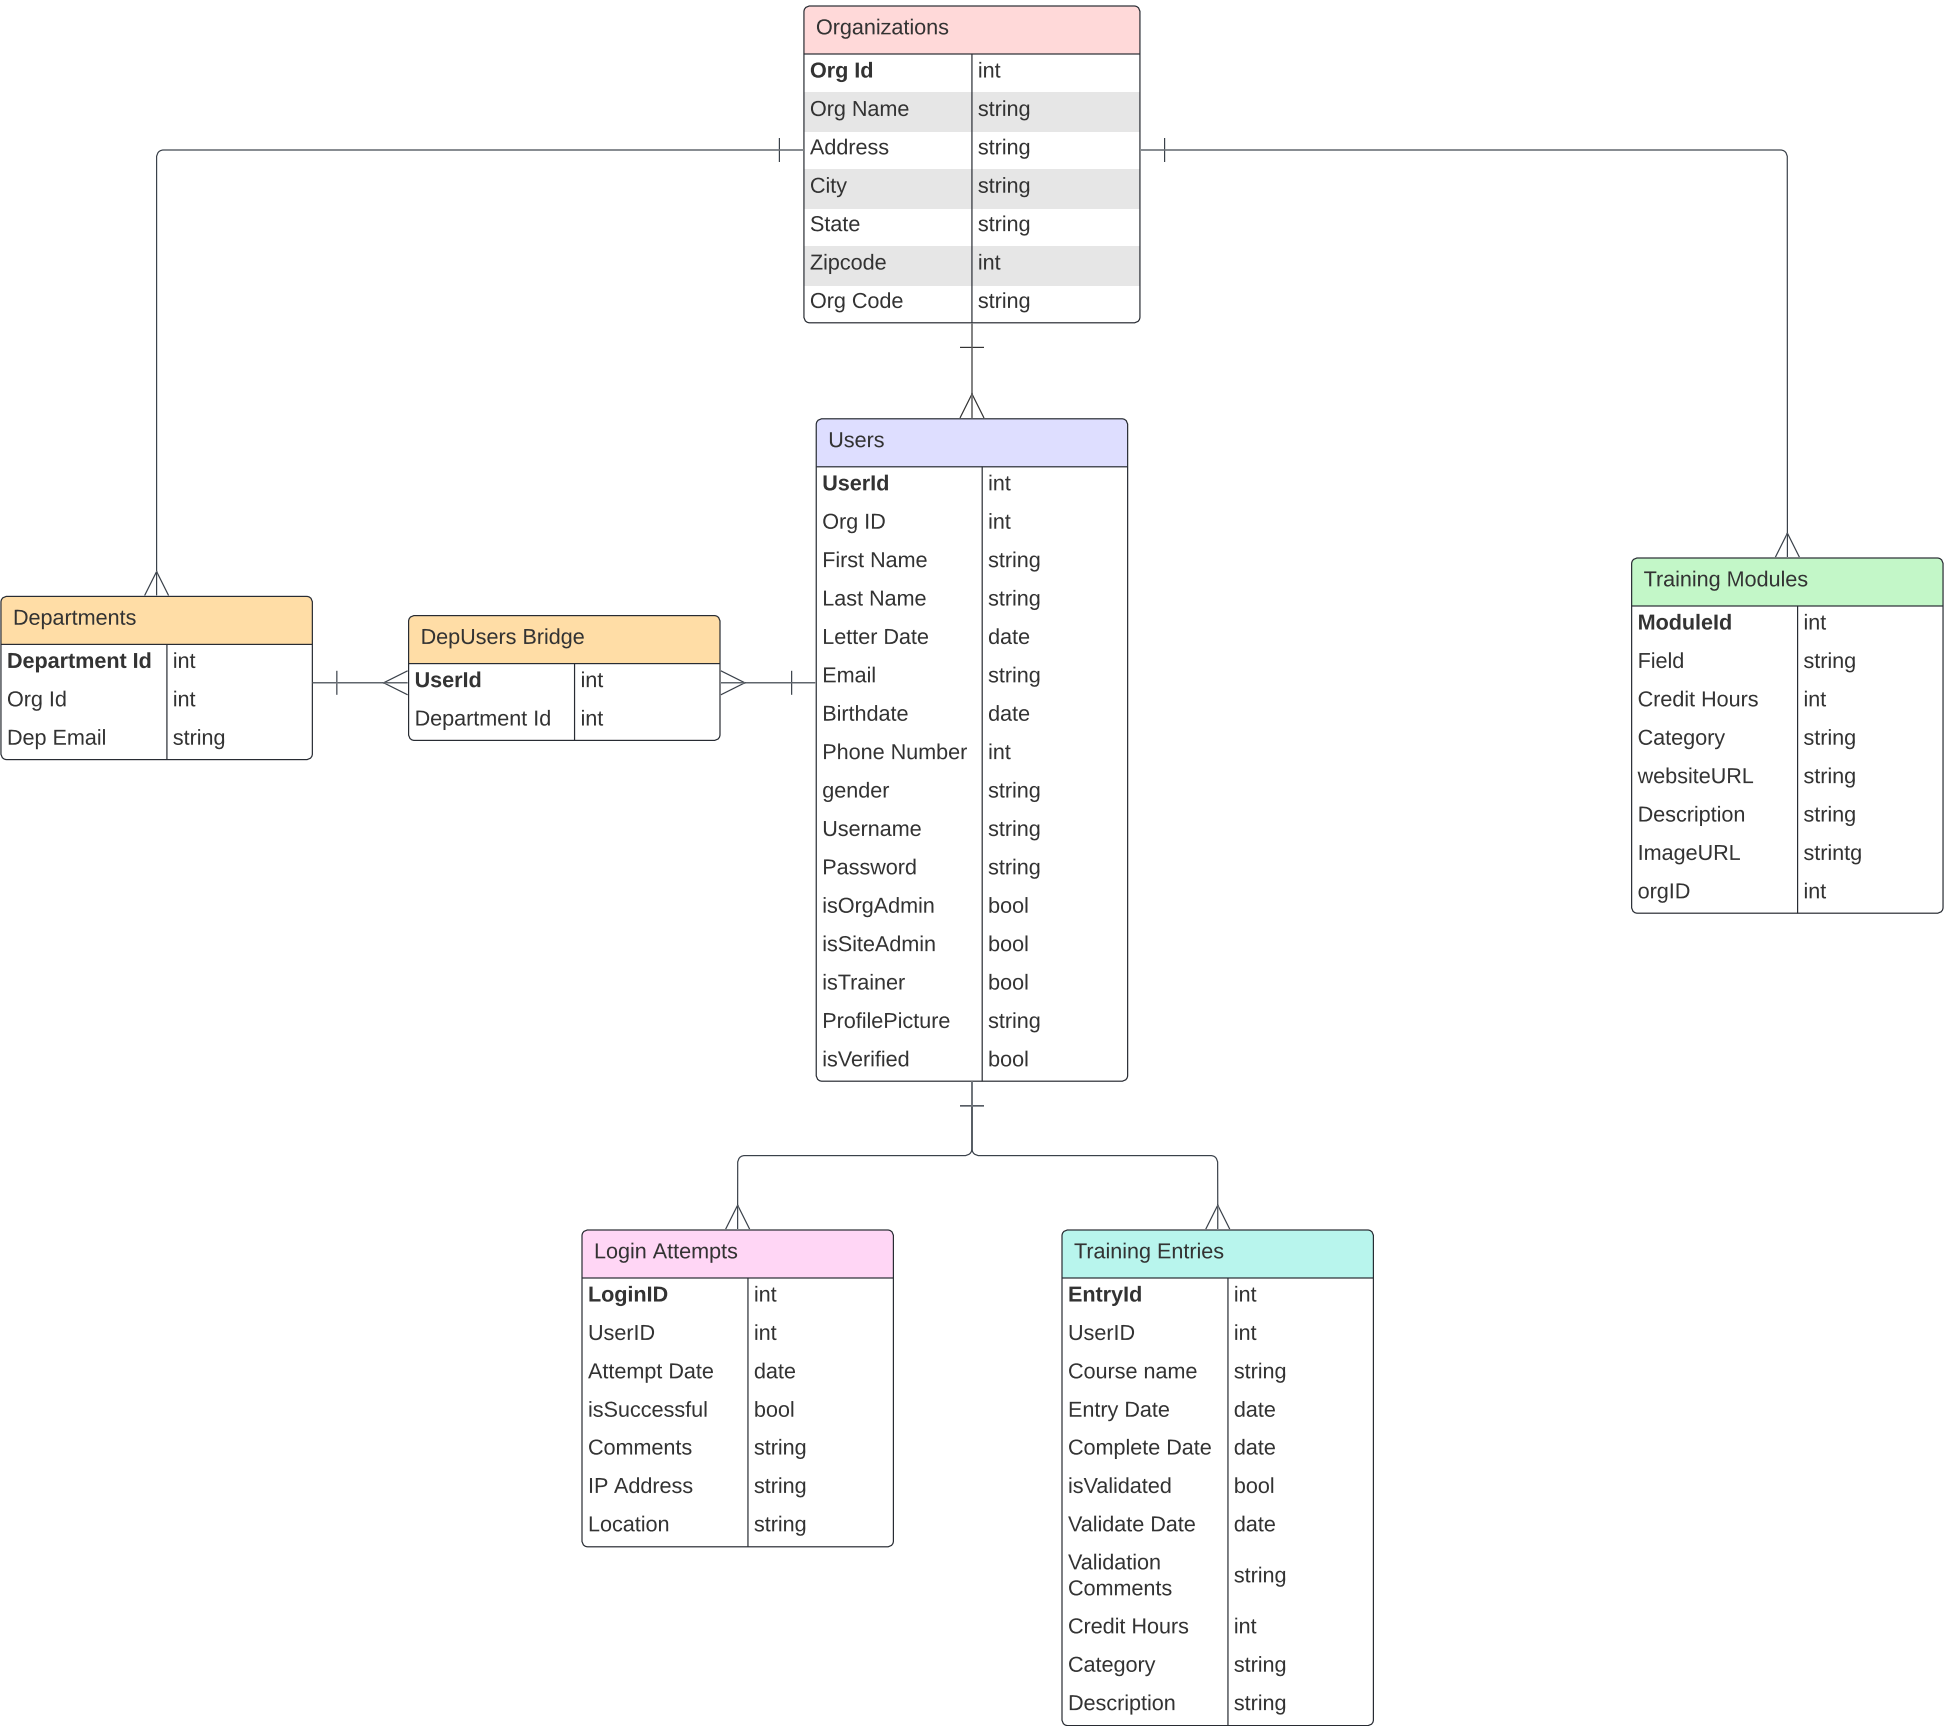 Organizations
Org Id int
Org Name string
Address string
City string
State string
Zipcode int
Org Code string
Users
UserId int
Org ID int
First Name string
Last Name string
Letter Date date
Email string
Birthdate date
Phone Number int
gender string
Username string
Password string
isOrgAdmin bool
isSiteAdmin bool
isTrainer bool
ProfilePicture string
isVerified bool
Departments
Department Id int
Org Id int
Dep Email string
DepUsers Bridge
UserId int
Department Id int
Training Modules
ModuleId int
Field string
Credit Hours int
Category string
websiteURL string
Description string
ImageURL strintg
orgID int
Login Attempts
LoginID int
UserID int
Attempt Date date
isSuccessful bool
Comments string
IP Address string
Location string
Training Entries
EntryId int
UserID int
Course name string
Entry Date date
Complete Date date
isValidated bool
Validate Date date
Validation
Comments string
Credit Hours int
Category string
Description string